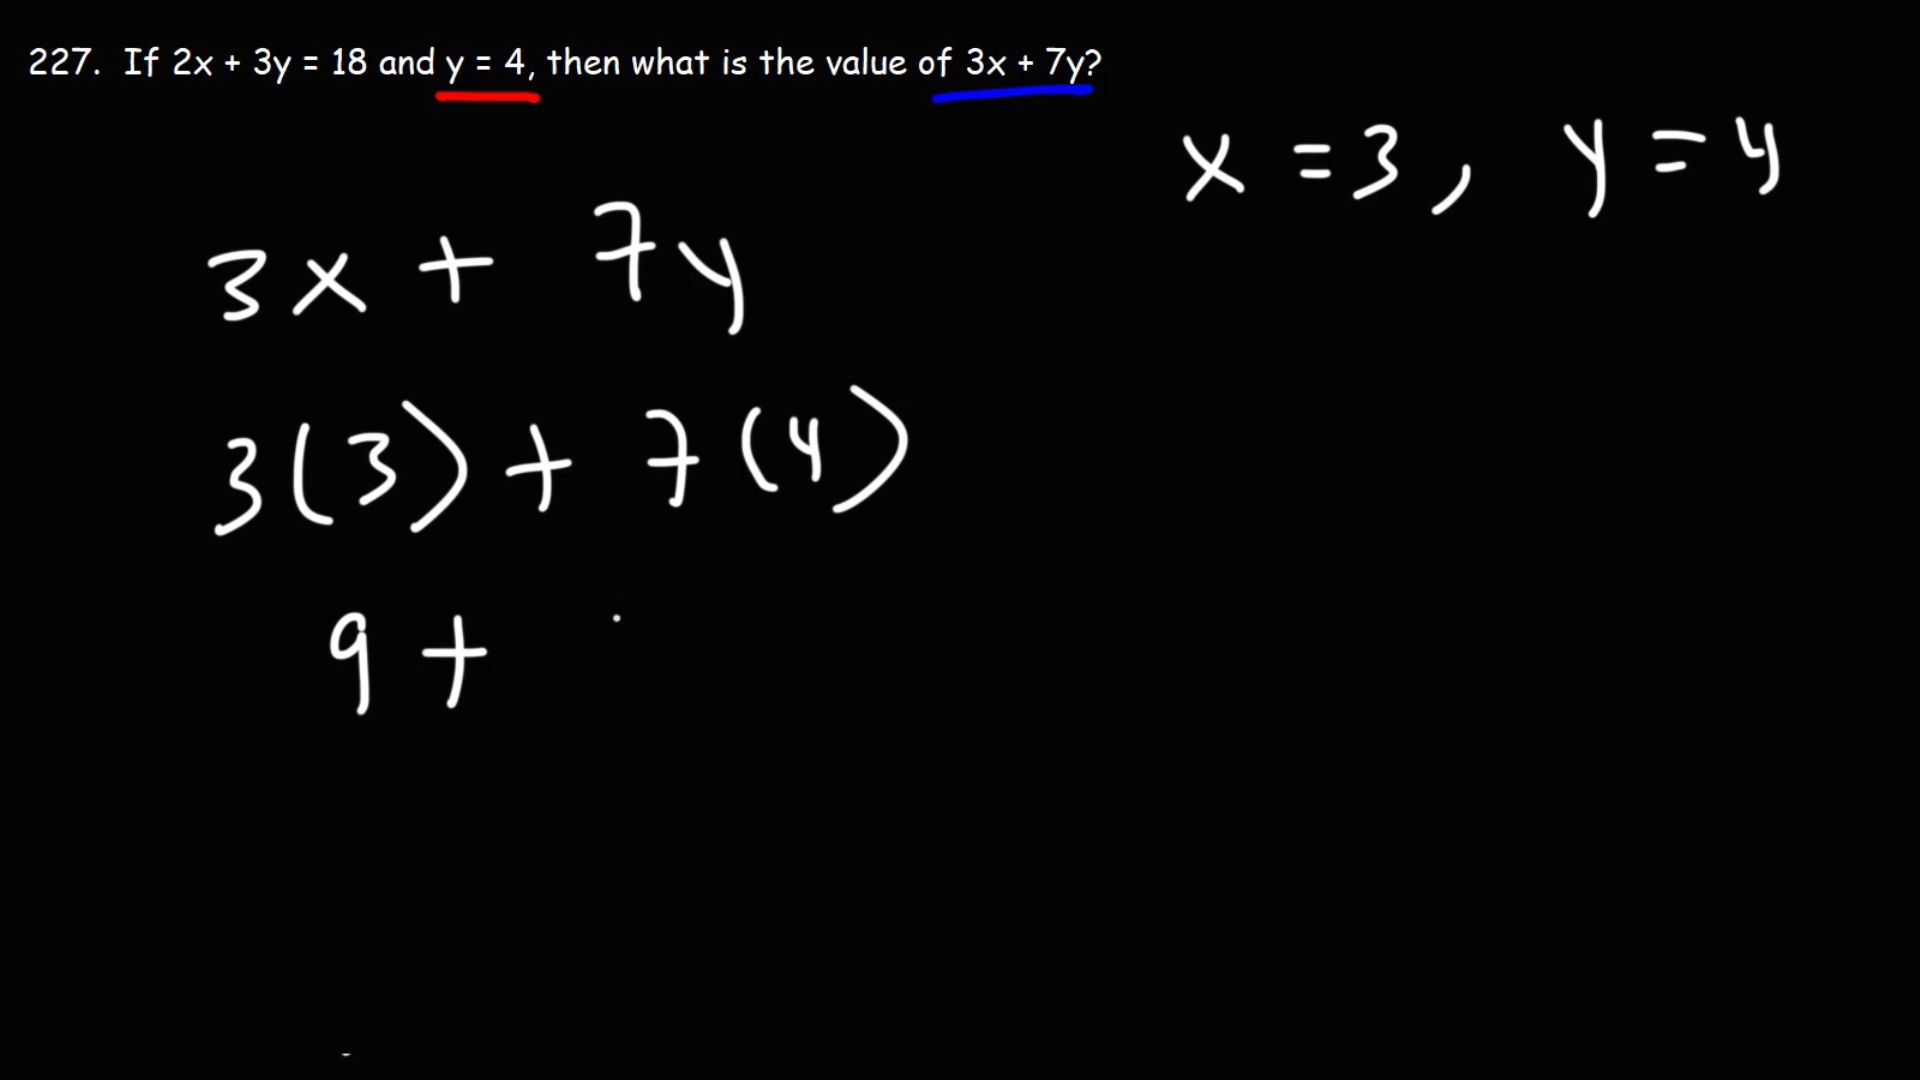 227. If 2x + 3y = 18 and y = 4, then what is the value of 3x + 7y?
x = 3, y = 4
3x + 7y
3(3) + 7(4)
9 +